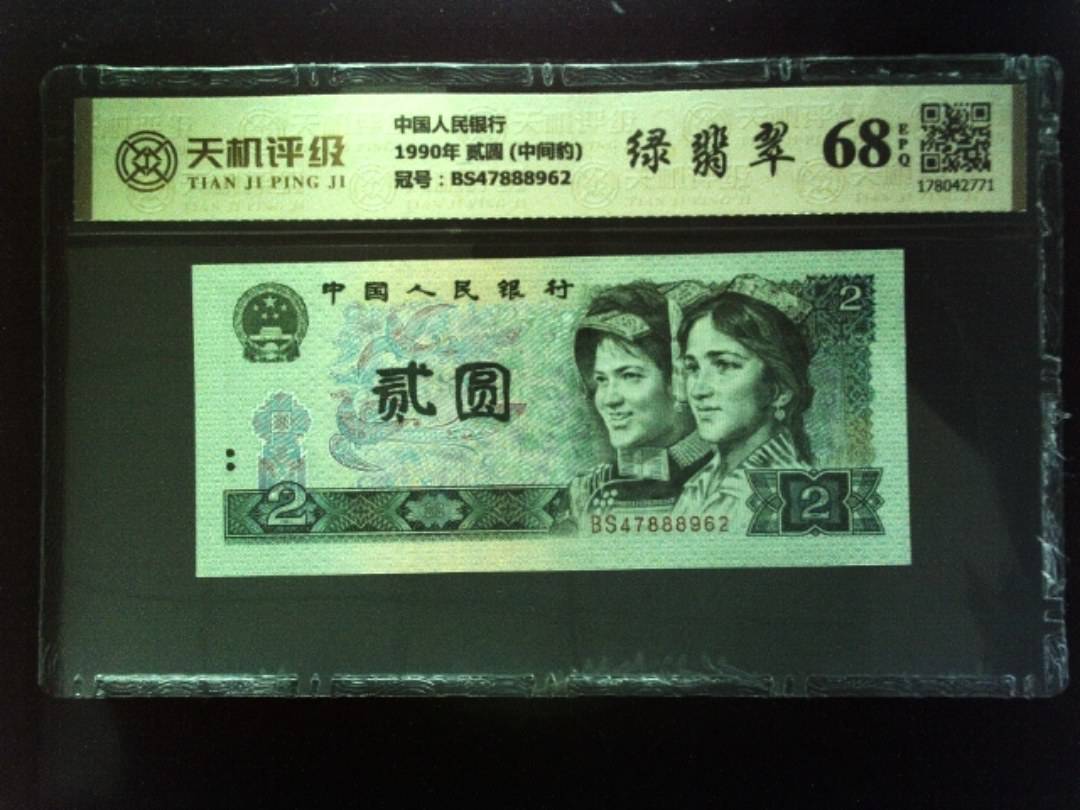 天机评级
TIAN JI PING JI
中国人民银行
1990年 贰圆 (中间豹)
冠号：BS47888962
绿翡翠
68
EPQ
178042771
中国人民银行
2
贰圆
2
BS47888962
2